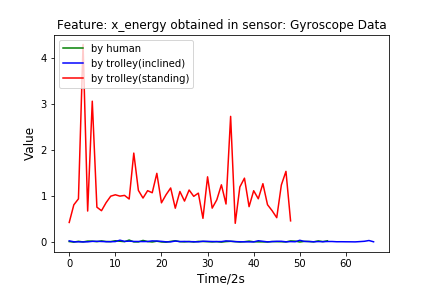 Feature: x_energy obtained in sensor: Gyroscope Data
by human
by trolley(inclined)
by trolley(standing)
Value
4
3
2
1
0
0 10 20 30 40 50 60
Time/2s